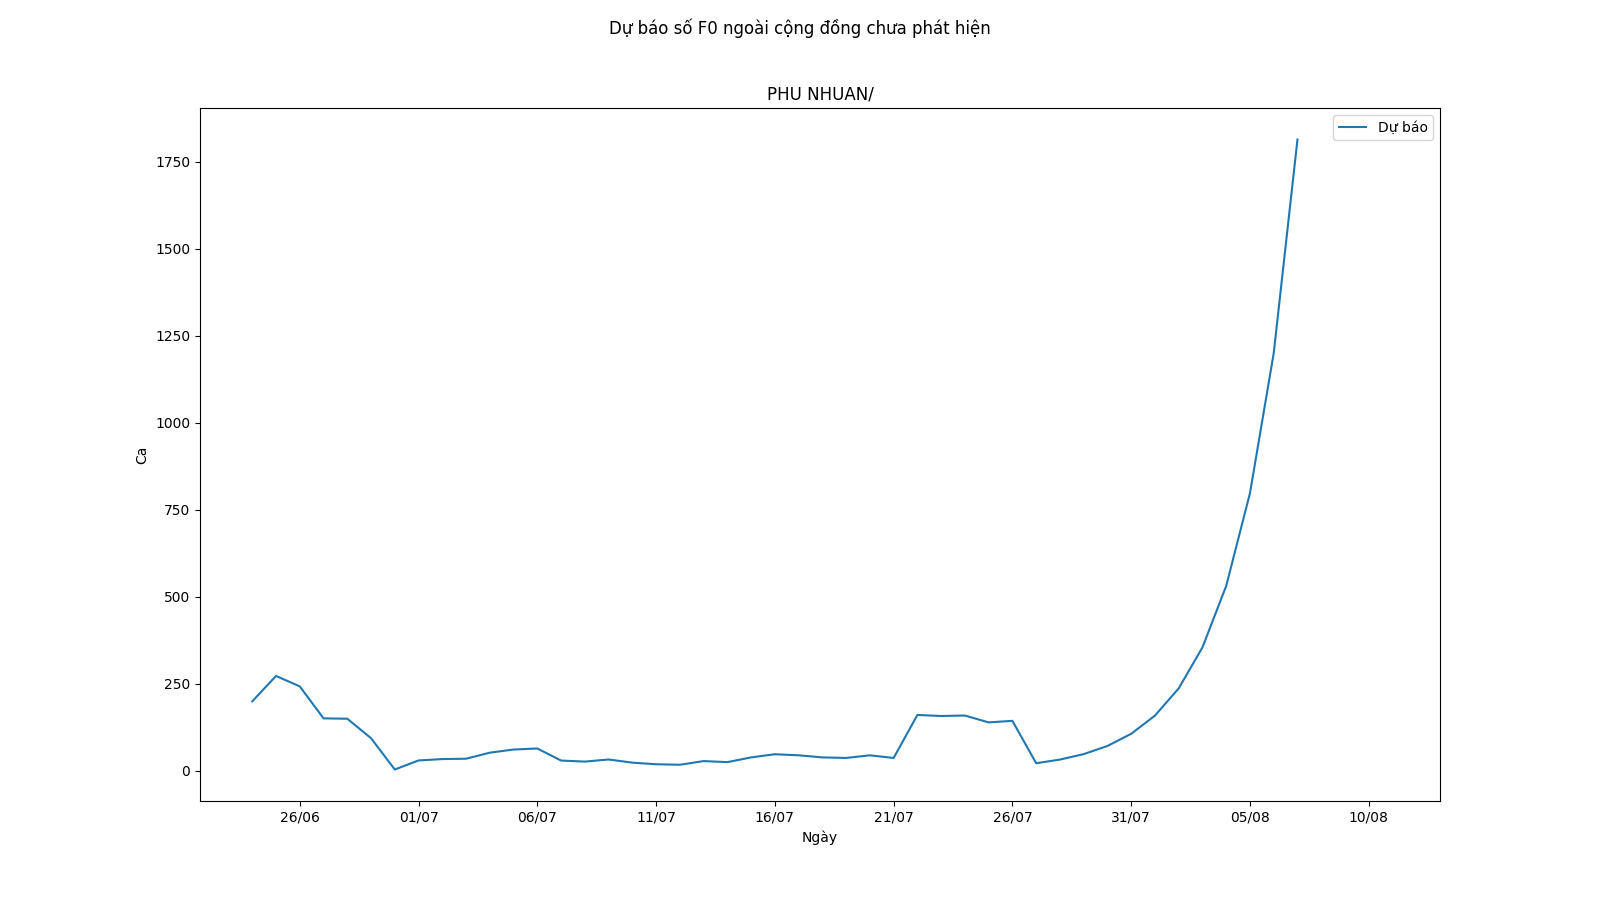 Dự báo số F0 ngoài cộng đồng chưa phát hiện
PHU NHUAN/
Dự báo
1750
1500
1250
1000
750
500
250
0
Ca
26/06 01/07 06/07 11/07 16/07 21/07 26/07 31/07 05/08 10/08
Ngày